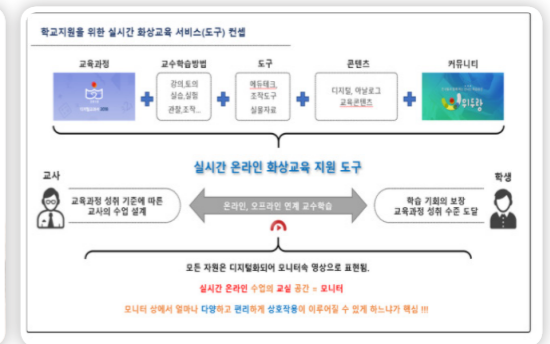 학교지원을 위한 실시간 화상교육 서비스(도구) 컨셉
교육과정
교수학습방법
도구
콘텐츠
커뮤니티
강의,토의
실습,실험
관찰,조작...
에듀테크,
조작도구
실물자료
디지털, 아날로그
교육콘텐츠
실시간 온라인 화상교육 지원 도구
교사
학생
교육과정 성취 기준에 따른
교사의 수업 설계
온라인, 오프라인 연계 교수학습
학습 기회의 보장
교육과정 성취 수준 도달
모든 자원은 디지털화되어 모니터속 영상으로 표현됨.
실시간 온라인 수업의 교실 공간 = 모니터
모니터 상에서 얼마나 다양하고 편리하게 상호작용이 이루어질 수 있게 하느냐가 핵심 !!!